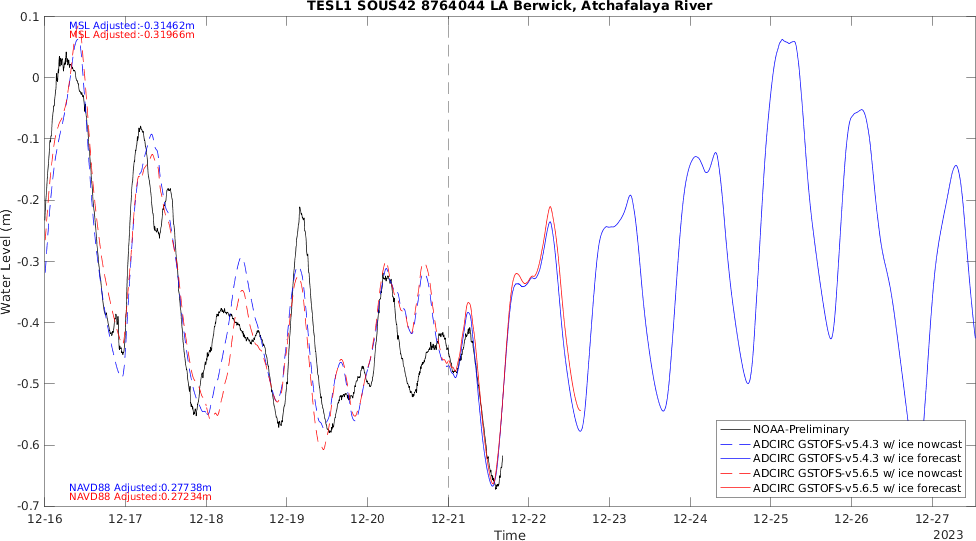 TESL1 SOUS42 8764044 LA Berwick, Atchafalaya River
MSL Adjusted:-0.31462m
MSL Adjusted:-0.31966m
0.1
0
-0.1
-0.2
-0.3
-0.4
-0.5
-0.6
-0.7
Water Level (m)
NAVD88 Adjusted:0.27738m
NAVD88 Adjusted:0.27234m
NOAA-Preliminary
ADCIRC GSTOFS-v5.4.3 w/ ice nowcast
ADCIRC GSTOFS-v5.4.3 w/ ice forecast
ADCIRC GSTOFS-v5.6.5 w/ ice nowcast
ADCIRC GSTOFS-v5.6.5 w/ ice forecast
12-16 12-17 12-18 12-19 12-20 12-21 12-22 12-23 12-24 12-25 12-26 12-27
Time
2023